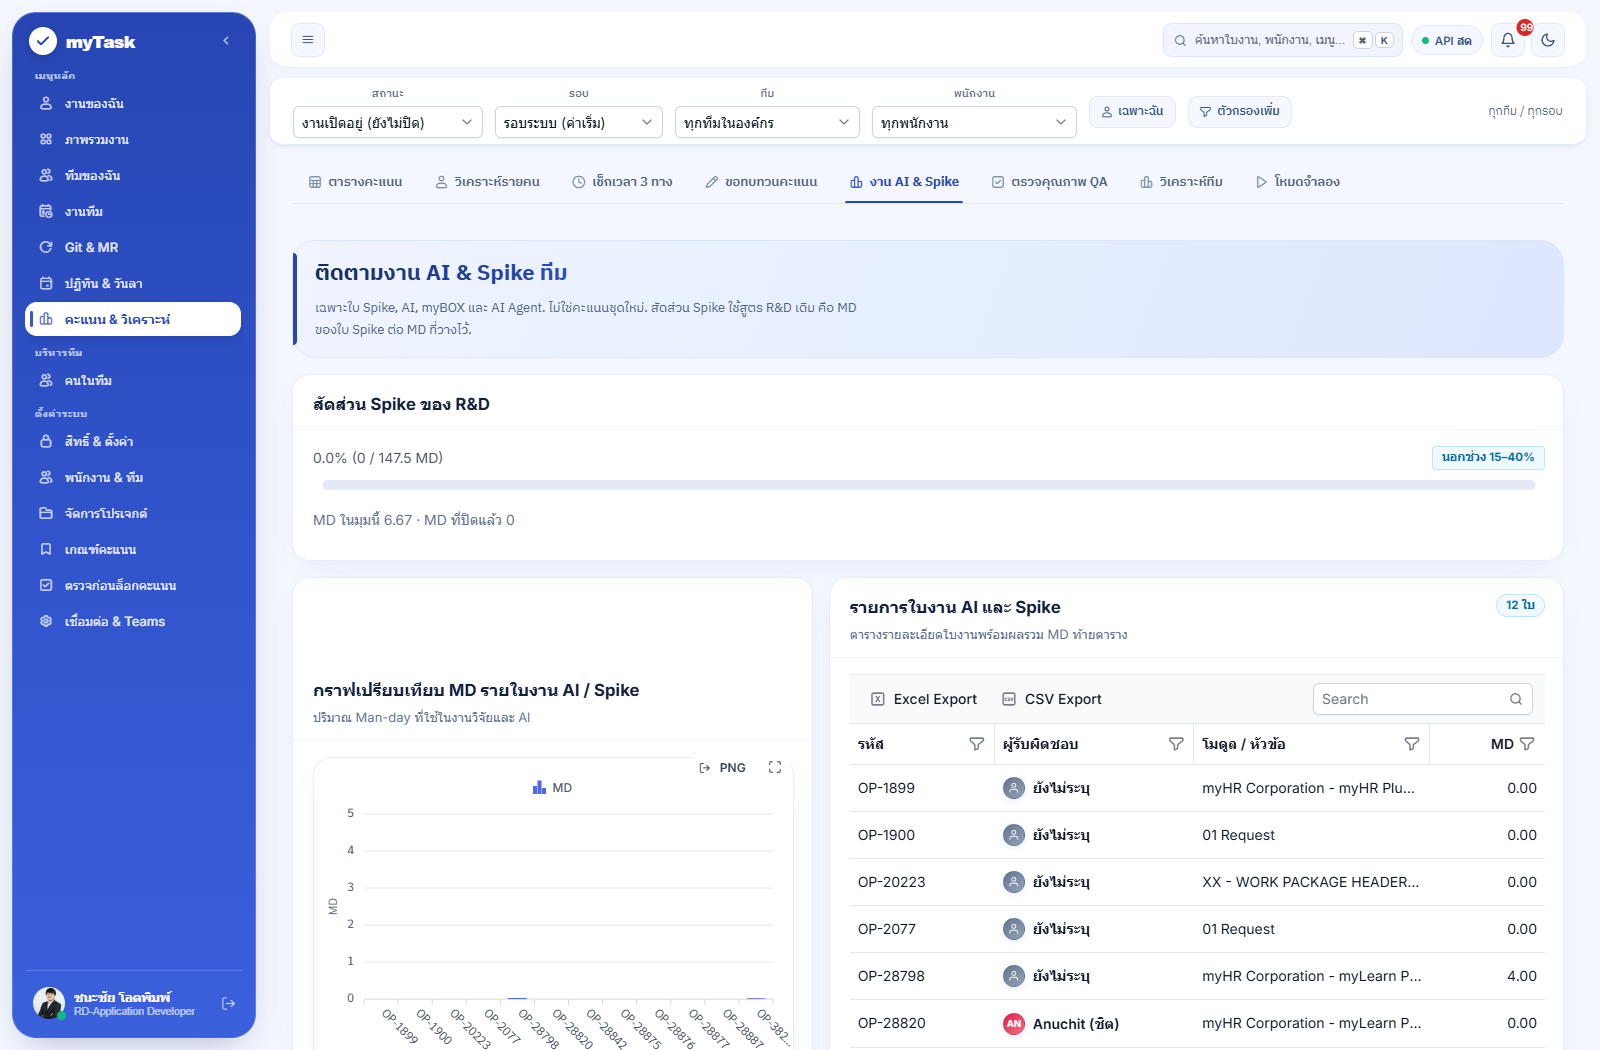 myTask
เมนูหลัก
งานของฉัน
ภาพรวมงาน
ทีมของฉัน
งานทีม
Git & MR
ปฏิทิน & วันลา
คะแนน & วิเคราะห์
บริหารทีม
คนในทีม
ตั้งค่าระบบ
สิทธิ์ & ตั้งค่า
พนักงาน & ทีม
จัดการโปรเจกต์
เกณฑ์คะแนน
ตรวจก่อนล็อกคะแนน
เชื่อมต่อ & Teams
ชนะชัย โอดพิมพ์
RD-Application Developer
ค้นหาใบงาน, พนักงาน, เมนู... ⌘ K
API สด
99
สถานะ
งานเปิดอยู่ (ยังไม่ปิด)
รอบ
รอบระบบ (ค่าเริ่ม)
ทีม
ทุกทีมในองค์กร
พนักงาน
ทุกพนักงาน
เฉพาะฉัน
ตัวกรองเพิ่ม
ทุกทีม / ทุกรอบ
ตารางคะแนน
วิเคราะห์รายคน
เช็กเวลา 3 ทาง
ขอทบทวนคะแนน
งาน AI & Spike
ตรวจคุณภาพ QA
วิเคราะห์ทีม
โหมดจำลอง
ติดตามงาน AI & Spike ทีม
เฉพาะใบ Spike, AI, myBOX และ AI Agent. ไม่ใช่คะแนนชุดใหม่. สัดส่วน Spike ใช้สูตร R&D เดิม คือ MD
ของใบ Spike ต่อ MD ที่วางไว้.
สัดส่วน Spike ของ R&D
0.0% (0 / 147.5 MD)
นอกช่วง 15–40%
MD ในมุมนี้ 6.67 · MD ที่ปิดแล้ว 0
กราฟเปรียบเทียบ MD รายใบงาน AI / Spike
ปริมาณ Man-day ที่ใช้ในงานวิจัยและ AI
PNG
MD
5
4
3
2
1
0
MD
OP-1899
OP-1900
OP-20223
OP-2077
OP-28798
OP-28820
OP-28842
OP-28875
OP-28876
OP-28877
OP-28887
OP-382...
รายการใบงาน AI และ Spike
12 ใบ
ตารางรายละเอียดใบงานพร้อมผลรวม MD ท้ายตาราง
Excel Export
CSV Export
Search
รหัส ผู้รับผิดชอบ โมดูล / หัวข้อ MD
OP-1899 ยังไม่ระบุ myHR Corporation - myHR Plu... 0.00
OP-1900 ยังไม่ระบุ 01 Request 0.00
OP-20223 ยังไม่ระบุ XX - WORK PACKAGE HEADER... 0.00
OP-2077 ยังไม่ระบุ 01 Request 0.00
OP-28798 ยังไม่ระบุ myHR Corporation - myLearn P... 4.00
OP-28820 AN Anuchit (ชิต) myHR Corporation - myLearn P... 0.00